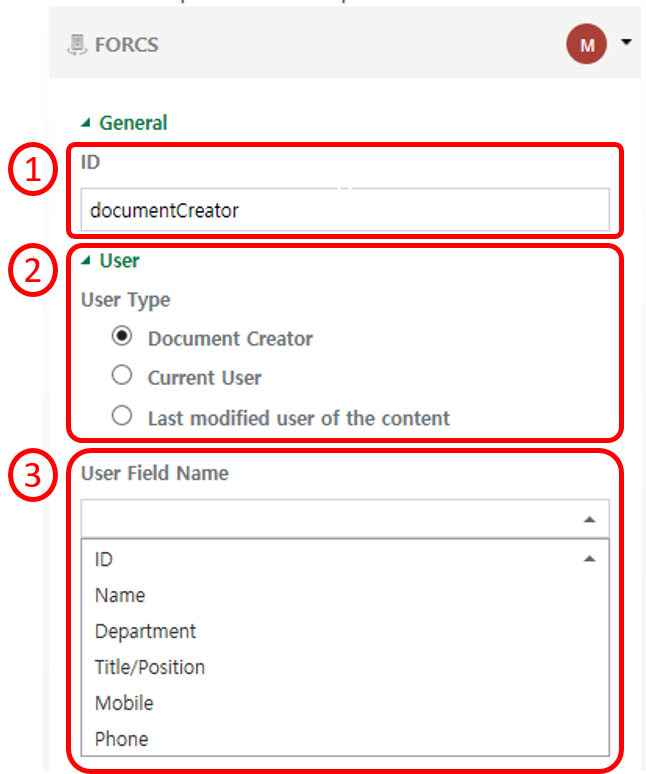 FORCS
M
General
1
ID
documentCreator
2
User
User Type
Document Creator
Current User
Last modified user of the content
3
User Field Name
ID
Name
Department
Title/Position
Mobile
Phone